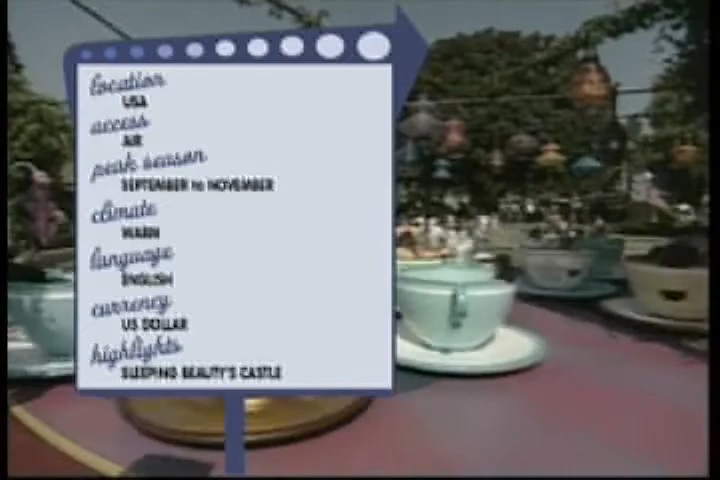 location
USA
access
AIR
peak season
SEPTEMBER to NOVEMBER
climate
WARM
language
ENGLISH
currency
US DOLLAR
highlights
SLEEPING BEAUTY'S CASTLE